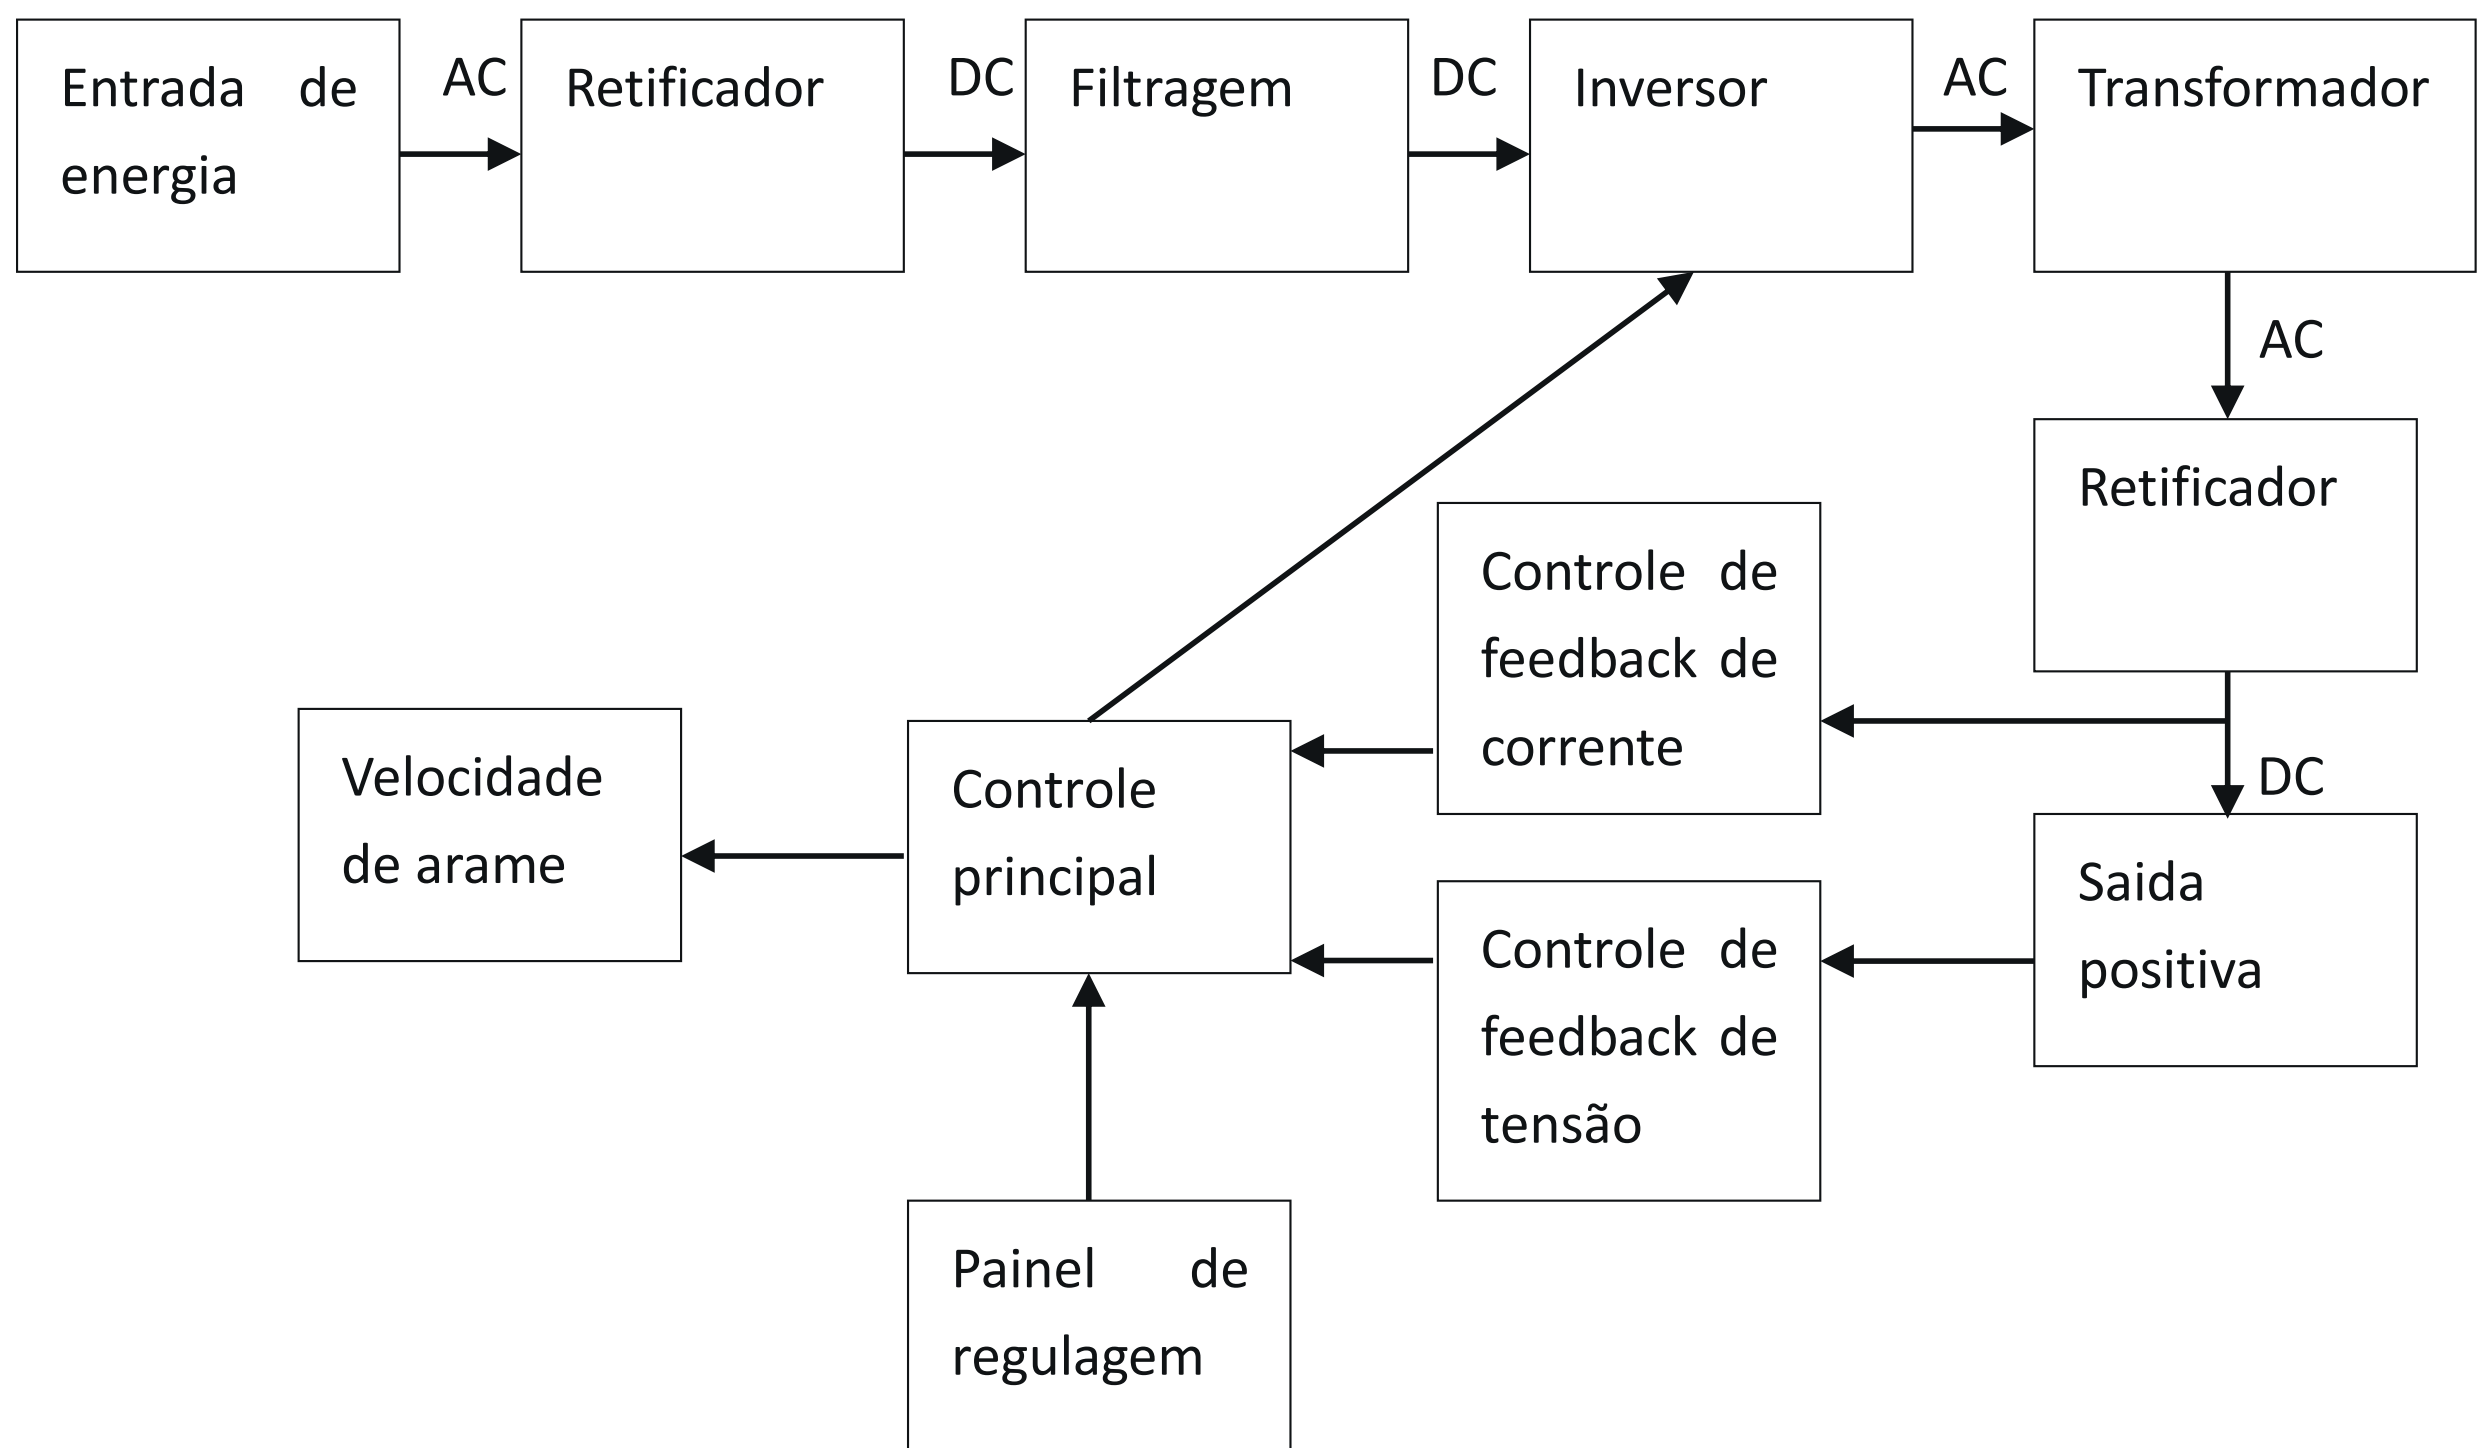 Entrada de
energia
AC
Retificador
DC
Filtragem
DC
Inversor
AC
Transformador
AC
Retificador
Controle de
feedback de
corrente
Velocidade
de arame
Controle
principal
DC
Saida
positiva
Controle de
feedback de
tensão
Painel de
regulagem